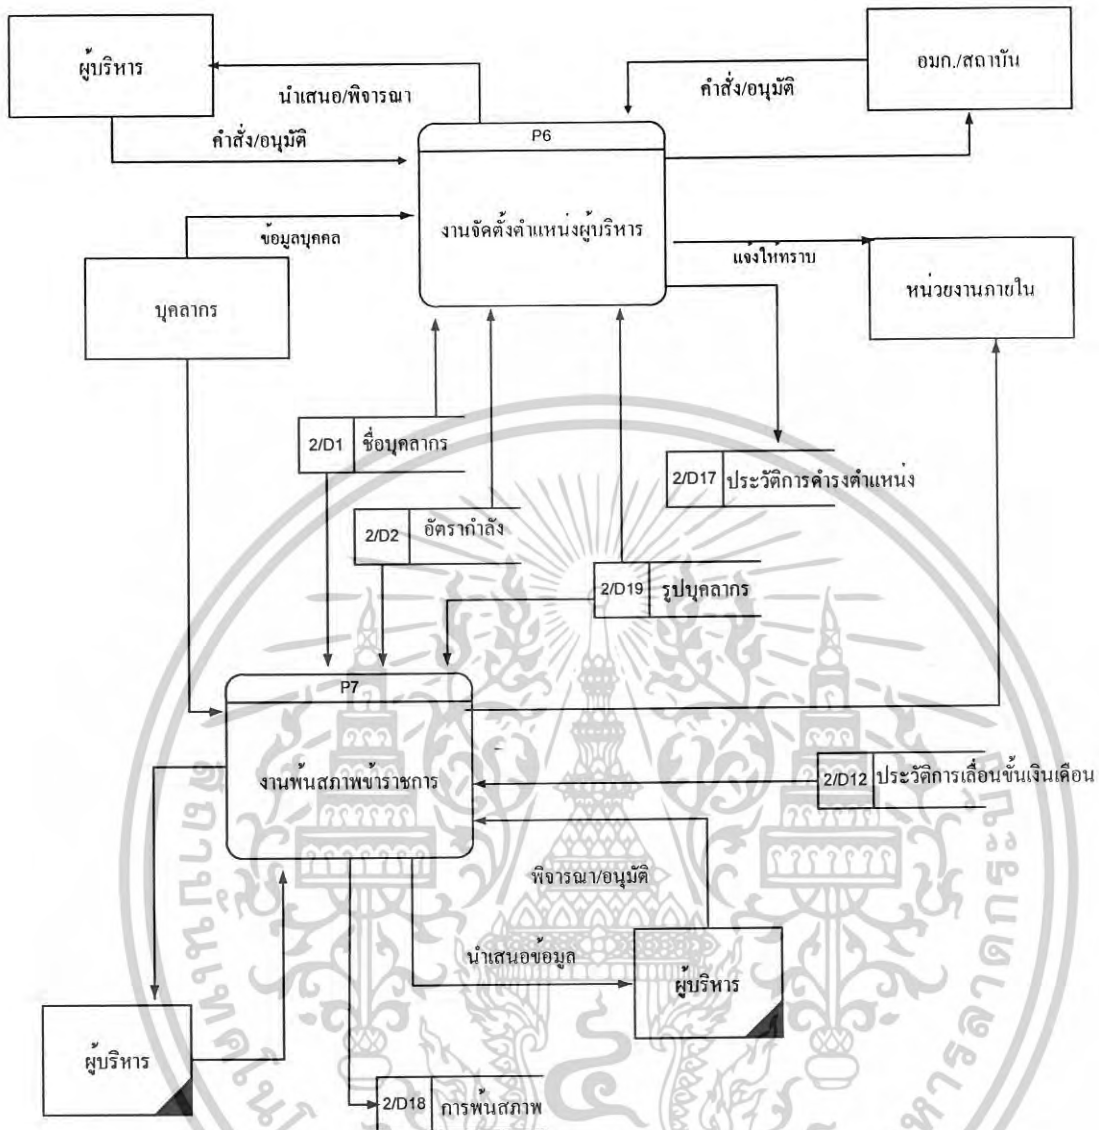 ผู้บริหาร
อมก./สถาบัน
นำเสนอ/พิจารณา
คำสั่ง/อนุมัติ
คำสั่ง/อนุมัติ
P6
งานจัดตั้งตำแหน่งผู้บริหาร
ข้อมูลบุคคล
แจ้งให้ทราบ
บุคลากร
หน่วยงานภายใน
2/D1 ชื่อบุคลากร
2/D17 ประวัติการดำรงตำแหน่ง
2/D2 อัตรากำลัง
2/D19 รูปบุคลากร
P7
งานพ้นสภาพข้าราชการ
2/D12 ประวัติการเลื่อนขั้นเงินเดือน
พิจารณา/อนุมัติ
นำเสนอข้อมูล
ผู้บริหาร
ผู้บริหาร
2/D18 การพ้นสภาพ